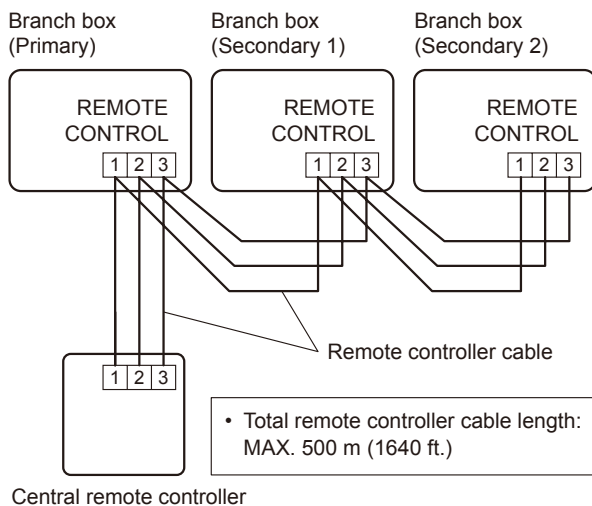 Branch box
(Primary)
Branch box
(Secondary 1)
Branch box
(Secondary 2)
REMOTE
CONTROL
1 2 3
REMOTE
CONTROL
1 2 3
REMOTE
CONTROL
1 2 3
Remote controller cable
1 2 3
• Total remote controller cable length:
MAX. 500 m (1640 ft.)
Central remote controller